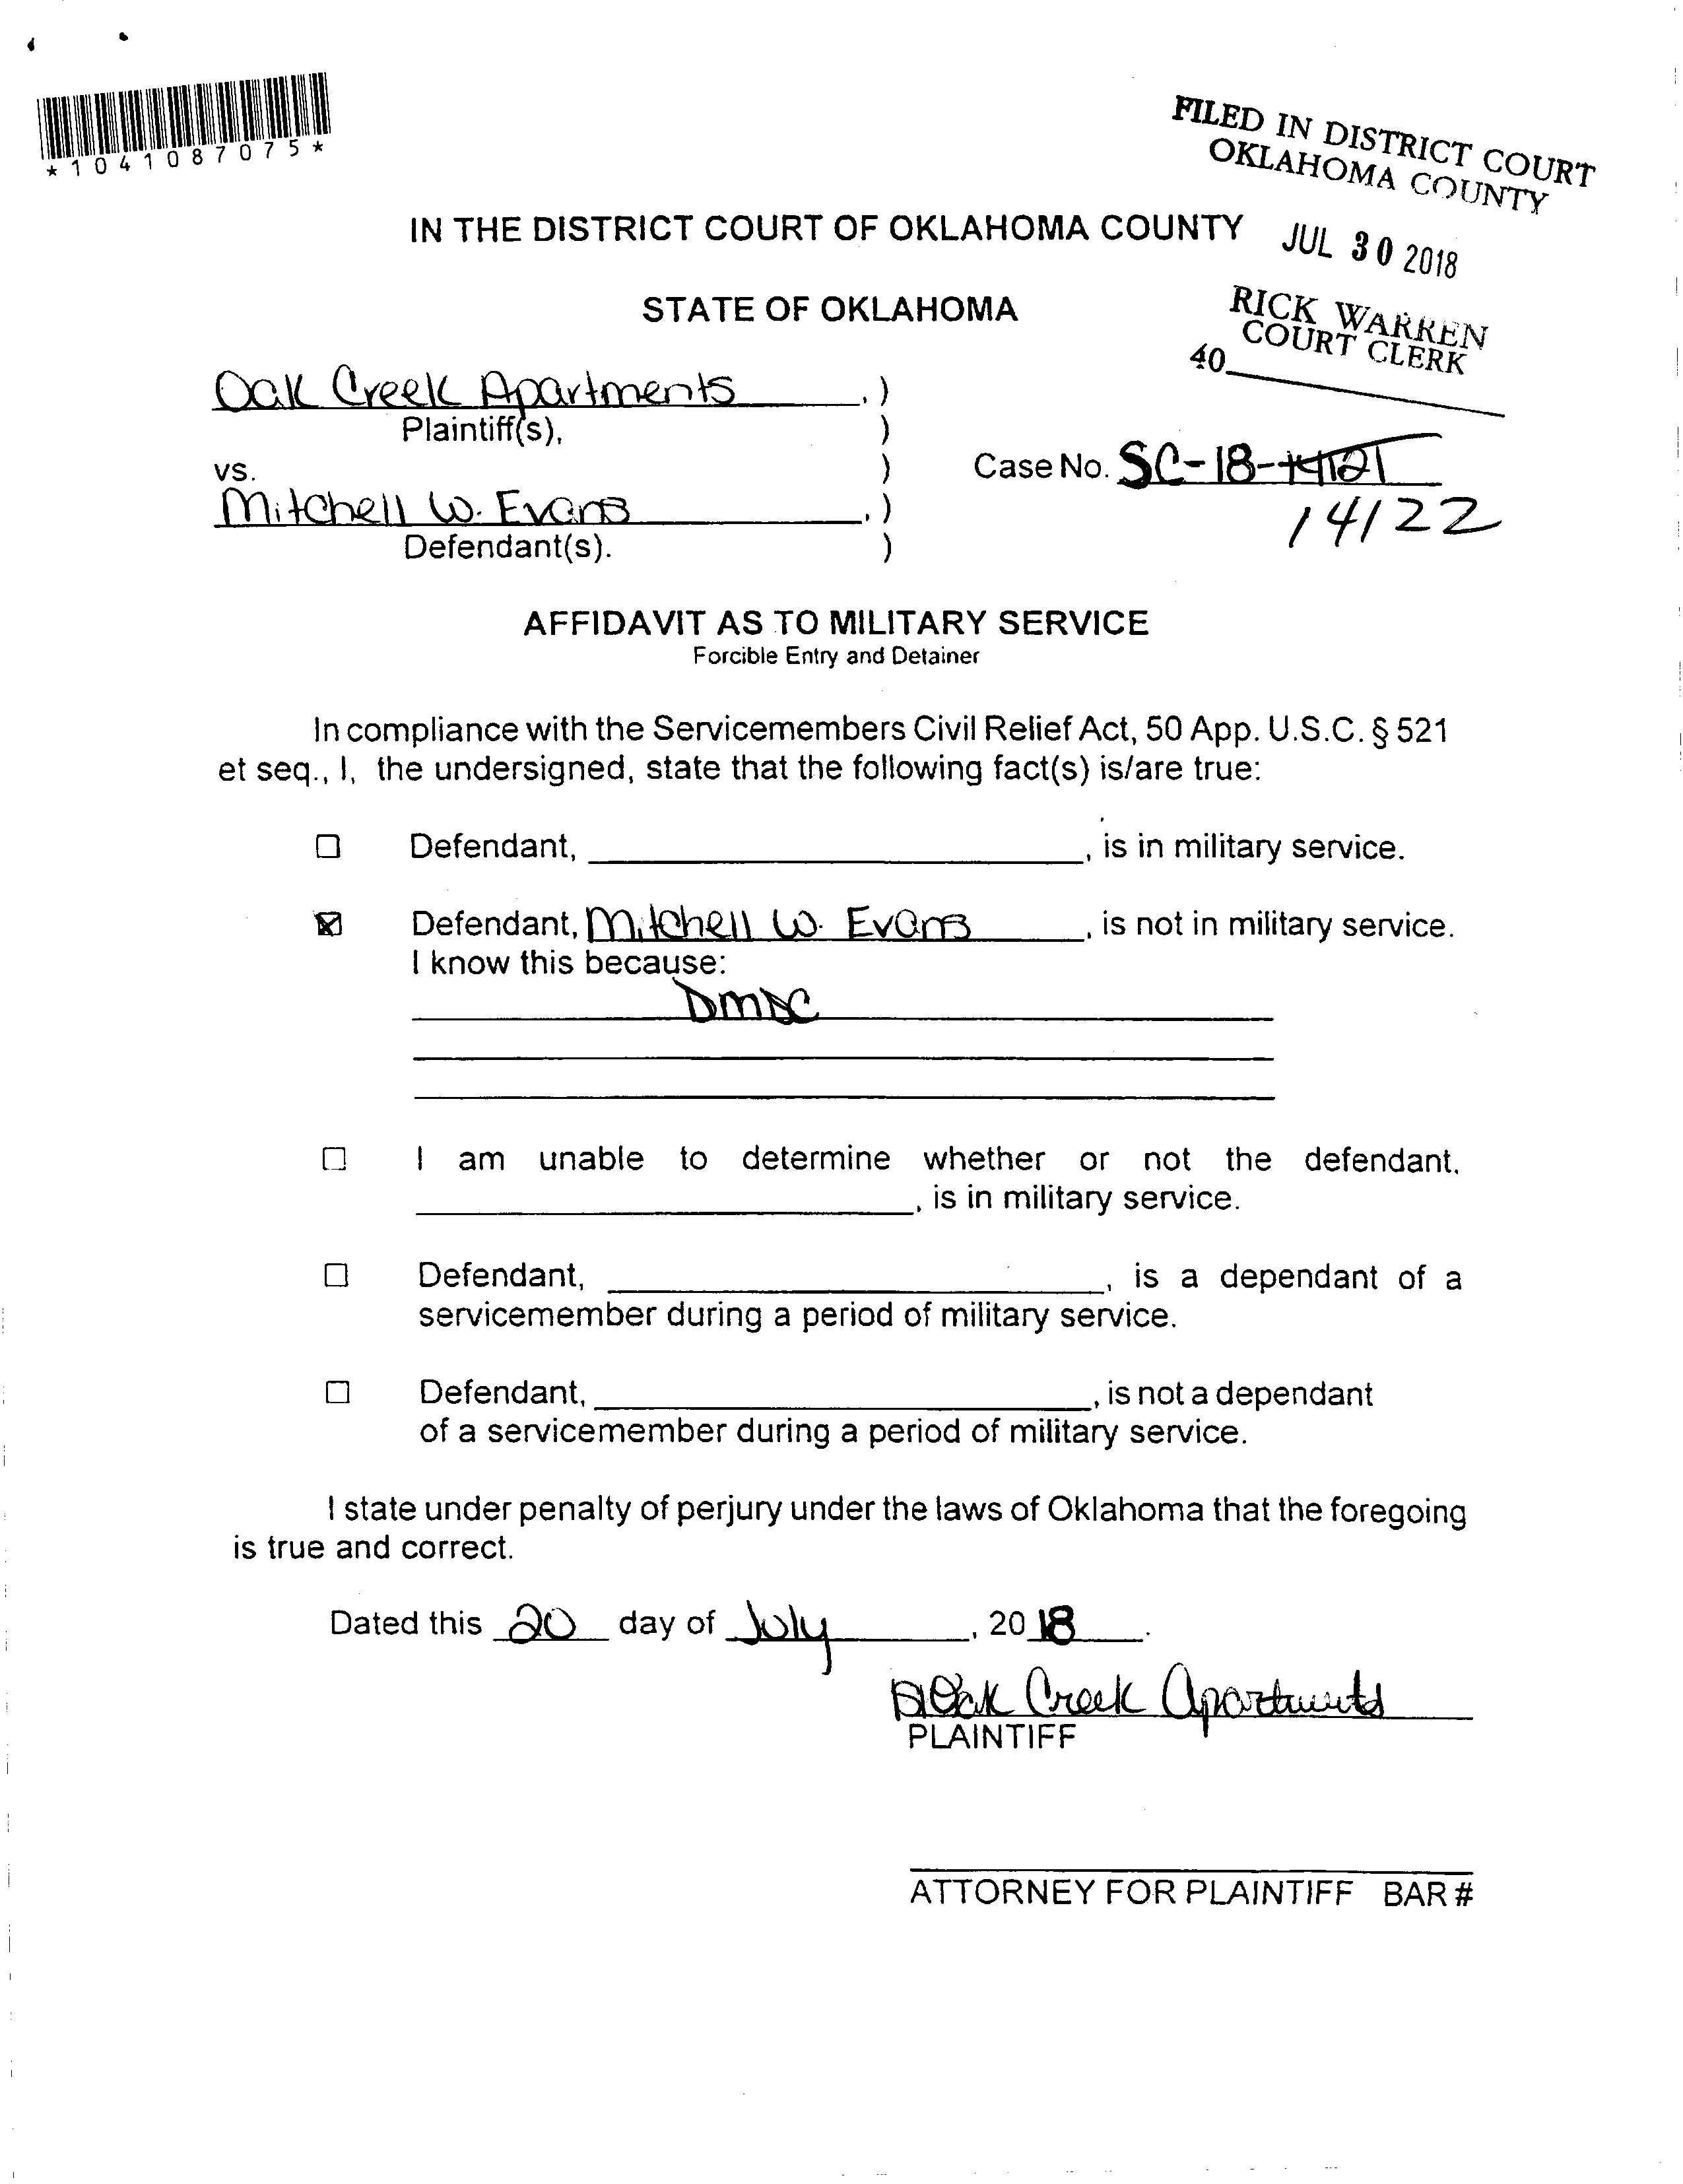 *1041087075*
FILED IN DISTRICT COURT
OKLAHOMA COUNTY
IN THE DISTRICT COURT OF OKLAHOMA COUNTY
JUL 30 2018
STATE OF OKLAHOMA
RICK WARREN
COURT CLERK
40
Oak Creek Apartments, )
Plaintiff(s), )
vs. )
Case No. SC-18-14121
14122
Mitchell W. Evans, )
Defendant(s). )
AFFIDAVIT AS TO MILITARY SERVICE
Forcible Entry and Detainer
In compliance with the Servicemembers Civil Relief Act, 50 App. U.S.C. § 521
et seq., I, the undersigned, state that the following fact(s) is/are true:
☐ Defendant, , is in military service.
☒ Defendant, Mitchell W. Evans, is not in military service.
I know this because:
DMDC
☐ I am unable to determine whether or not the defendant,
, is in military service.
☐ Defendant, , is a dependant of a
servicemember during a period of military service.
☐ Defendant, , is not a dependant
of a servicemember during a period of military service.
I state under penalty of perjury under the laws of Oklahoma that the foregoing
is true and correct.
Dated this 20 day of July, 2018.
Oak Creek Apartments
PLAINTIFF
ATTORNEY FOR PLAINTIFF BAR #